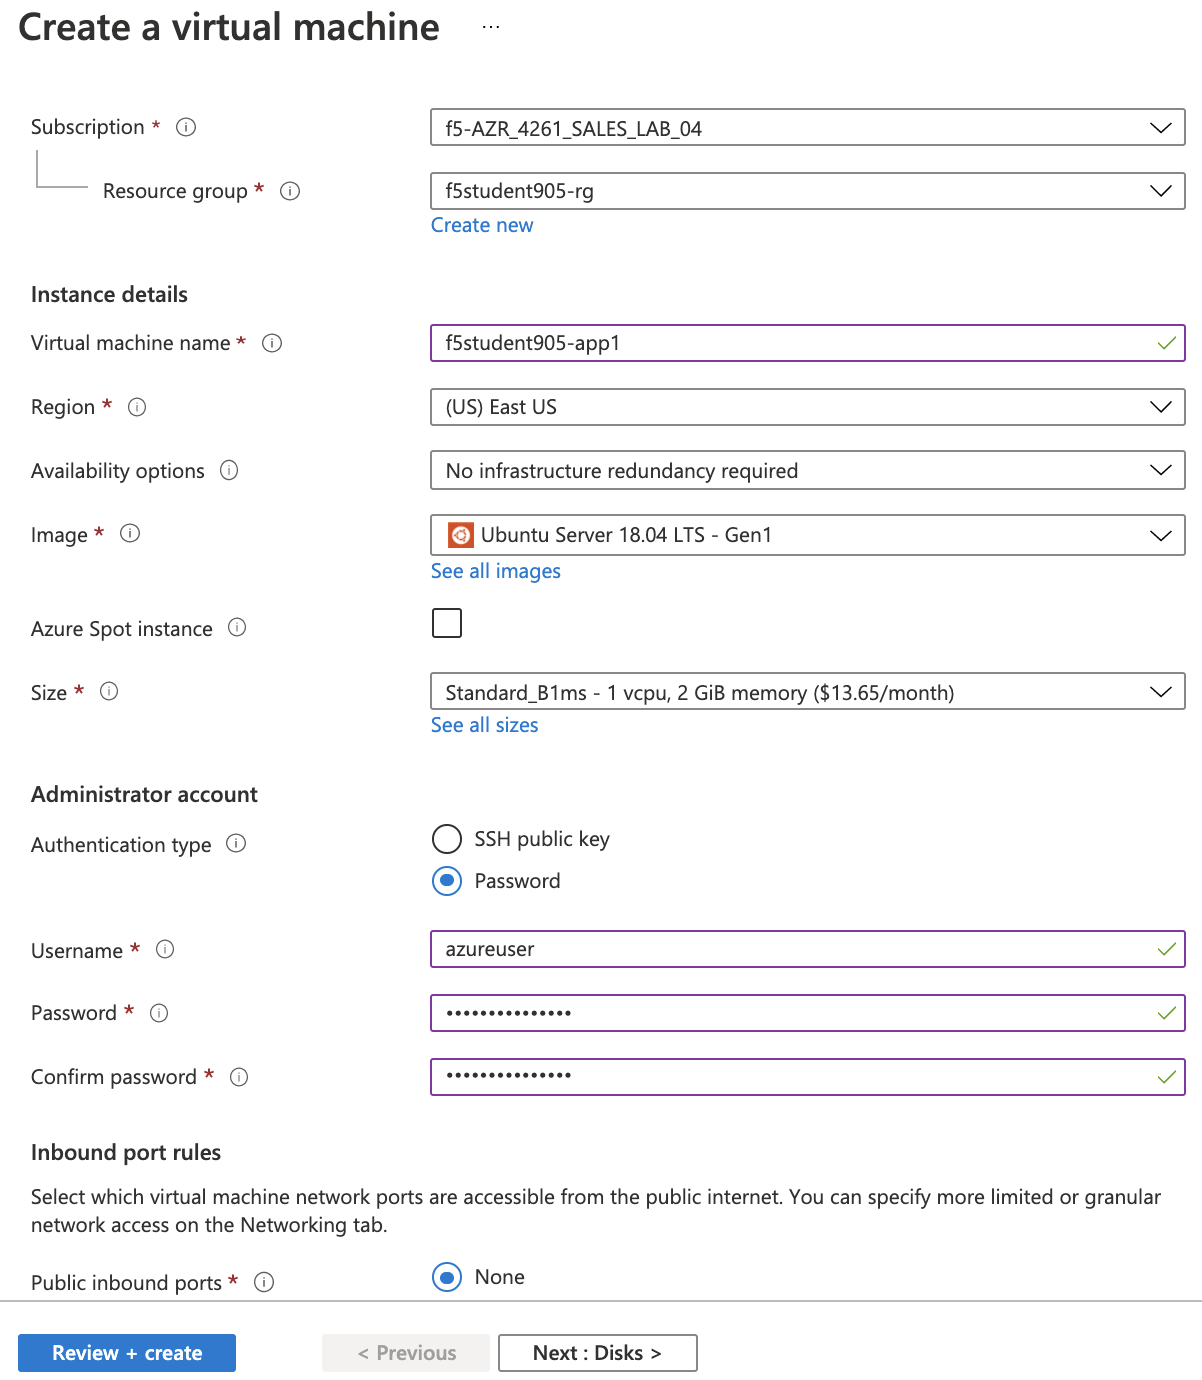 Create a virtual machine ...
Subscription * f5-AZR_4261_SALES_LAB_04
Resource group * f5student905-rg
Create new
Instance details
Virtual machine name * f5student905-app1
Region * (US) East US
Availability options No infrastructure redundancy required
Image * Ubuntu Server 18.04 LTS - Gen1
See all images
Azure Spot instance
Size * Standard_B1ms - 1 vcpu, 2 GiB memory ($13.65/month)
See all sizes
Administrator account
Authentication type SSH public key
Password
Username * azureuser
Password * •••••••••••••••
Confirm password * •••••••••••••••
Inbound port rules
Select which virtual machine network ports are accessible from the public internet. You can specify more limited or granular
network access on the Networking tab.
Public inbound ports * None
Review + create < Previous Next : Disks >